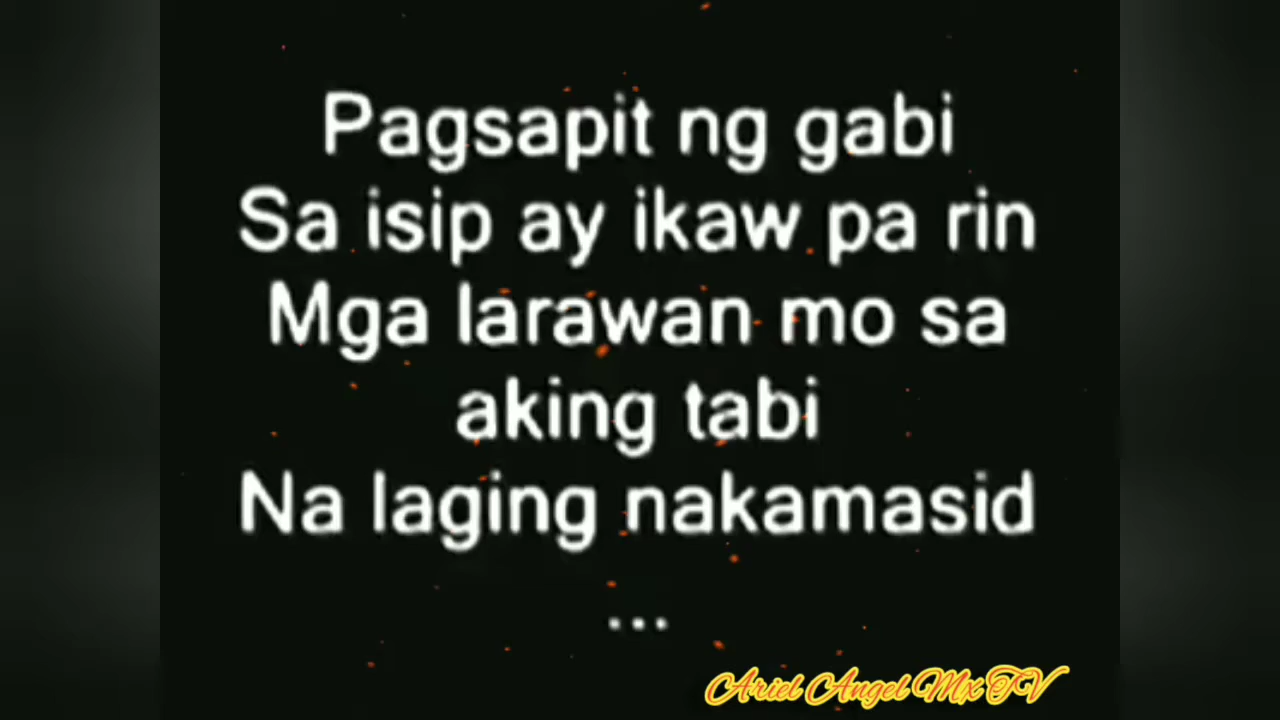 Pagsapit ng gabi
Sa isip ay ikaw pa rin
Mga larawan mo sa
aking tabi
Na laging nakamasid
...
Ariel Angel Mx TV